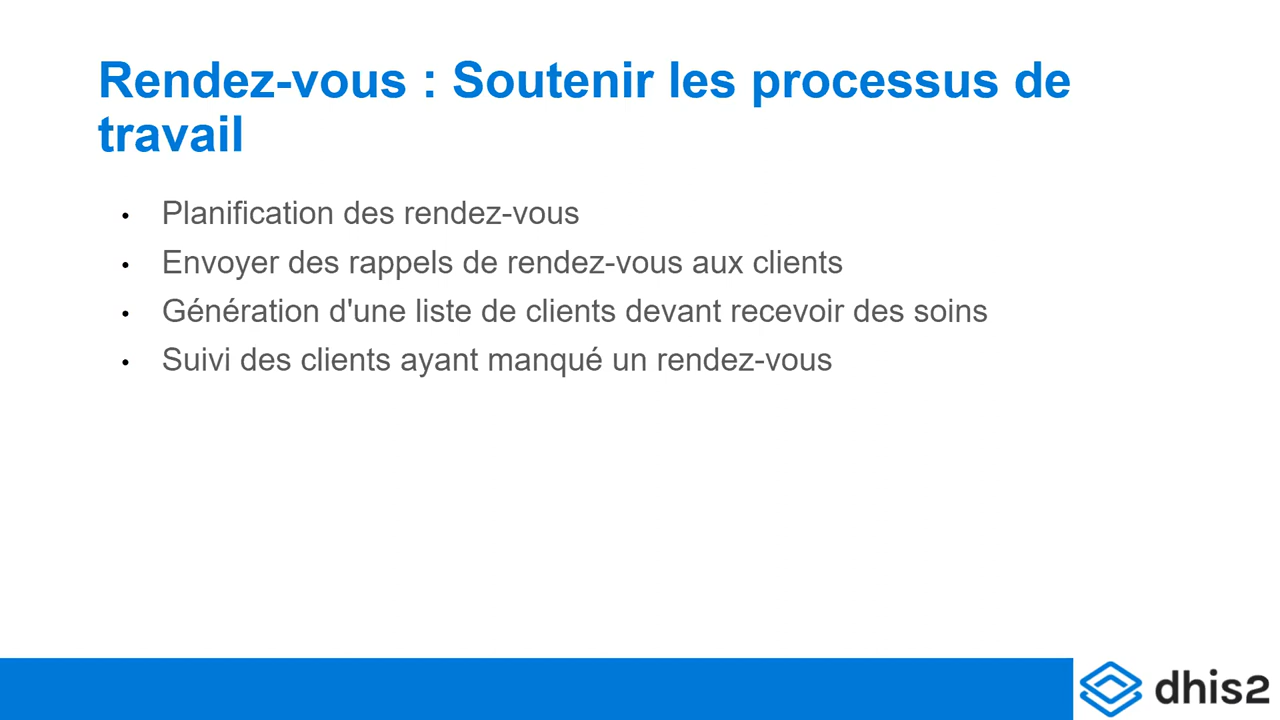 Rendez-vous : Soutenir les processus de
travail
• Planification des rendez-vous
• Envoyer des rappels de rendez-vous aux clients
• Génération d'une liste de clients devant recevoir des soins
• Suivi des clients ayant manqué un rendez-vous
dhis2